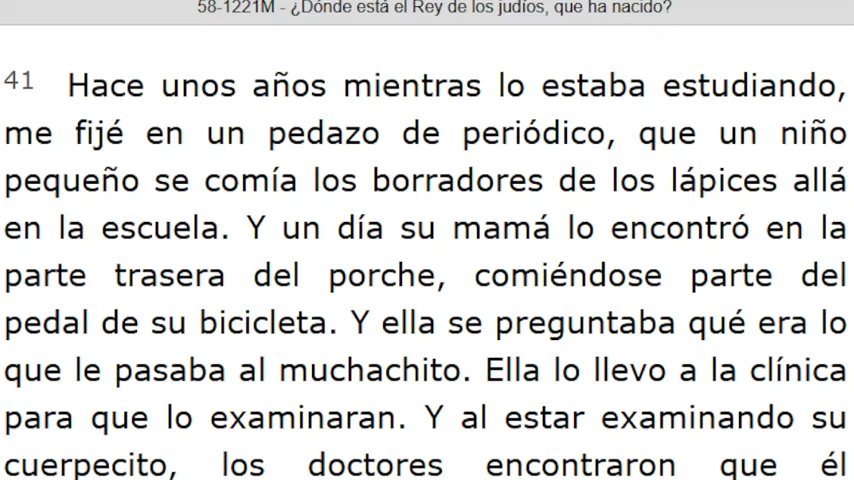 58-1221M - ¿Dónde está el Rey de los judíos, que ha nacido?
41 Hace unos años mientras lo estaba estudiando,
me fijé en un pedazo de periódico, que un niño
pequeño se comía los borradores de los lápices allá
en la escuela. Y un día su mamá lo encontró en la
parte trasera del porche, comiéndose parte del
pedal de su bicicleta. Y ella se preguntaba qué era lo
que le pasaba al muchachito. Ella lo llevo a la clínica
para que lo examinaran. Y al estar examinando su
cuerpecito, los doctores encontraron que él